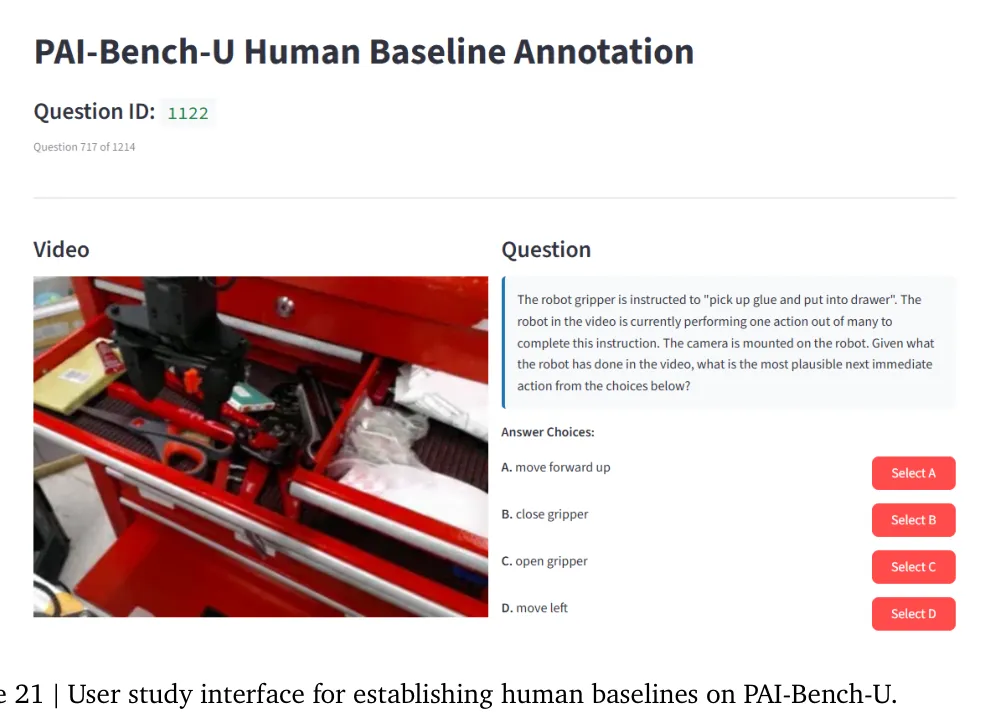 PAI-Bench-U Human Baseline Annotation
Question ID: 1122
Question 717 of 1214
Video
Question
The robot gripper is instructed to "pick up glue and put into drawer". The
robot in the video is currently performing one action out of many to
complete this instruction. The camera is mounted on the robot. Given what
the robot has done in the video, what is the most plausible next immediate
action from the choices below?
Answer Choices:
A. move forward up
Select A
B. close gripper
Select B
C. open gripper
Select C
D. move left
Select D
e 21 | User study interface for establishing human baselines on PAI-Bench-U.